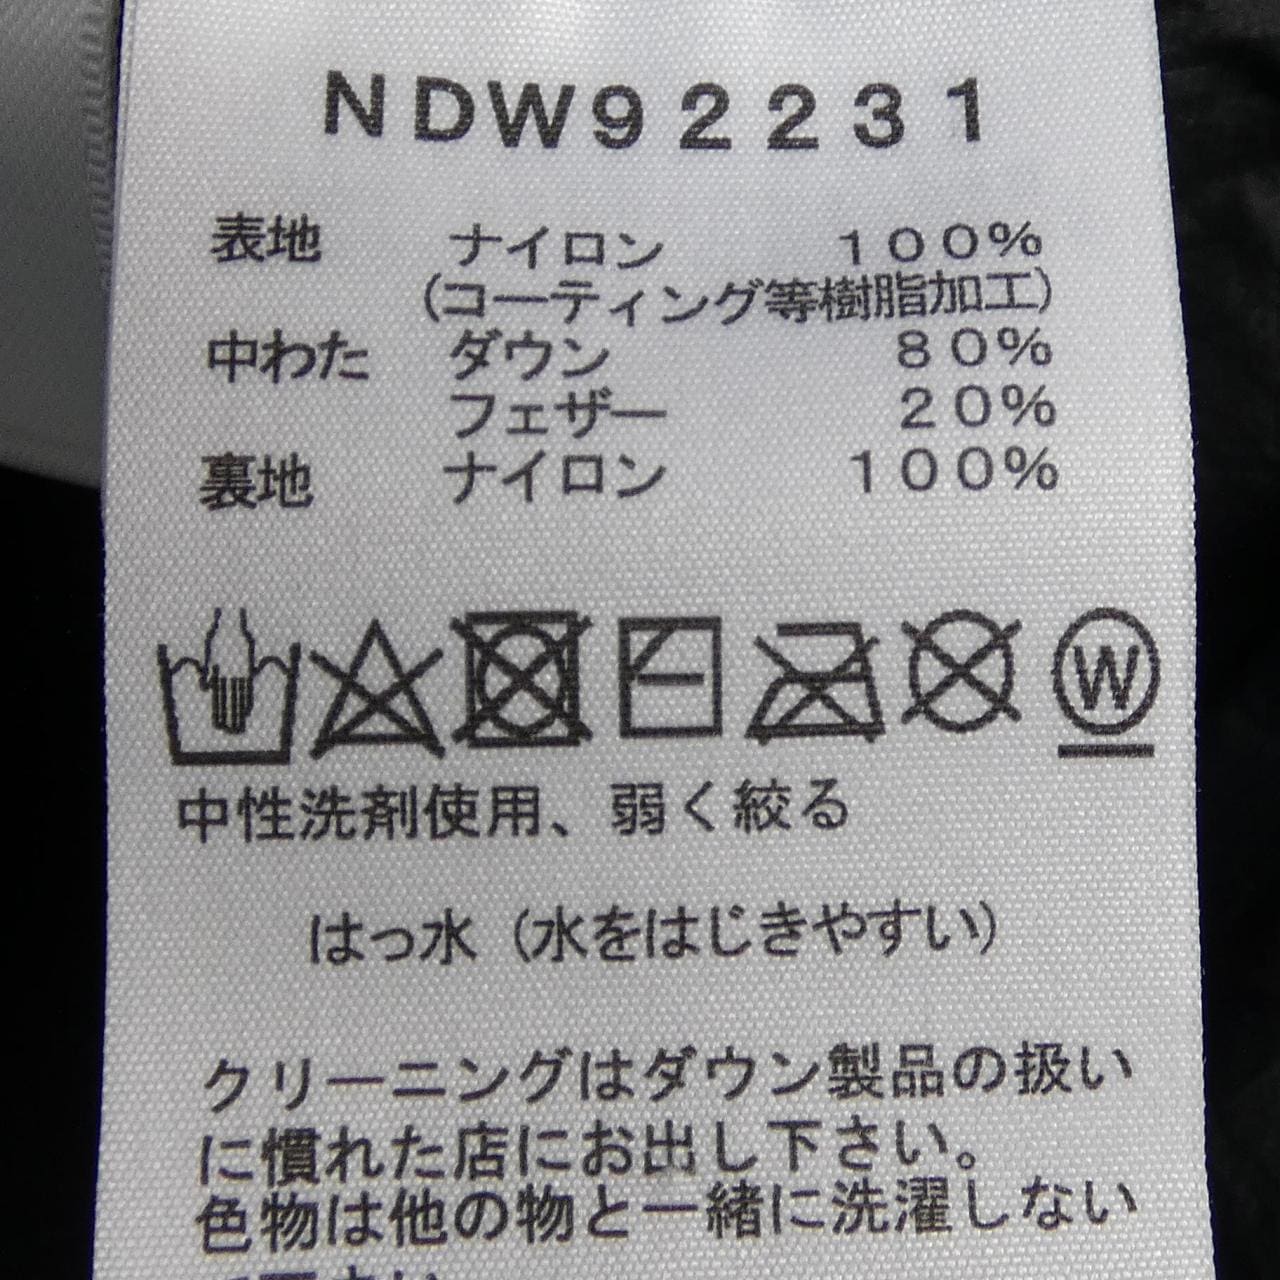 NDW92231
表地 ナイロン 100%
(コーティング等樹脂加工)
中わた ダウン 80%
フェザー 20%
裏地 ナイロン 100%
W
中性洗剤使用、弱く絞る
はっ水(水をはじきやすい)
クリーニングはダウン製品の扱い
に慣れた店にお出し下さい。
色物は他の物と一緒に洗濯しない